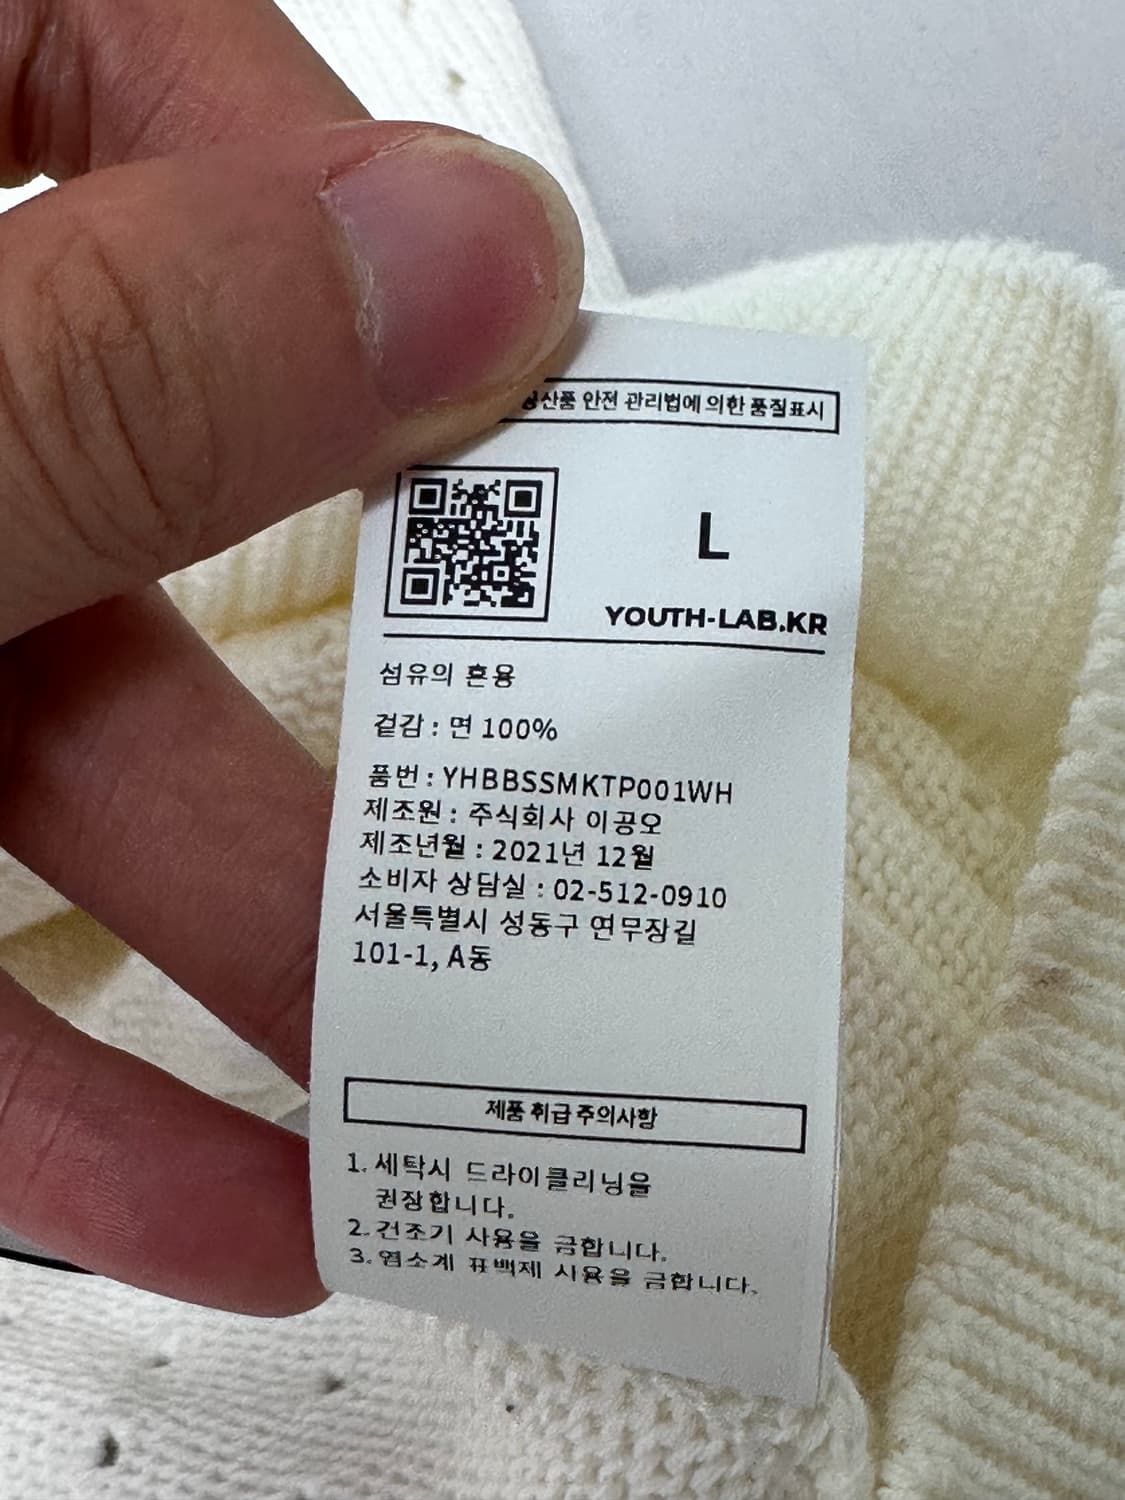 공산품 안전 관리법에 의한 품질표시
L
YOUTH-LAB.KR
섬유의 혼용
겉감 : 면 100%
품번 : YHBBSSMKTP001WH
제조원 : 주식회사 이공오
제조년월 : 2021년 12월
소비자 상담실 : 02-512-0910
서울특별시 성동구 연무장길
101-1, A동
제품 취급 주의사항
1. 세탁시 드라이클리닝을
권장합니다.
2. 건조기 사용을 금합니다.
3. 염소계 표백제 사용을 금합니다.